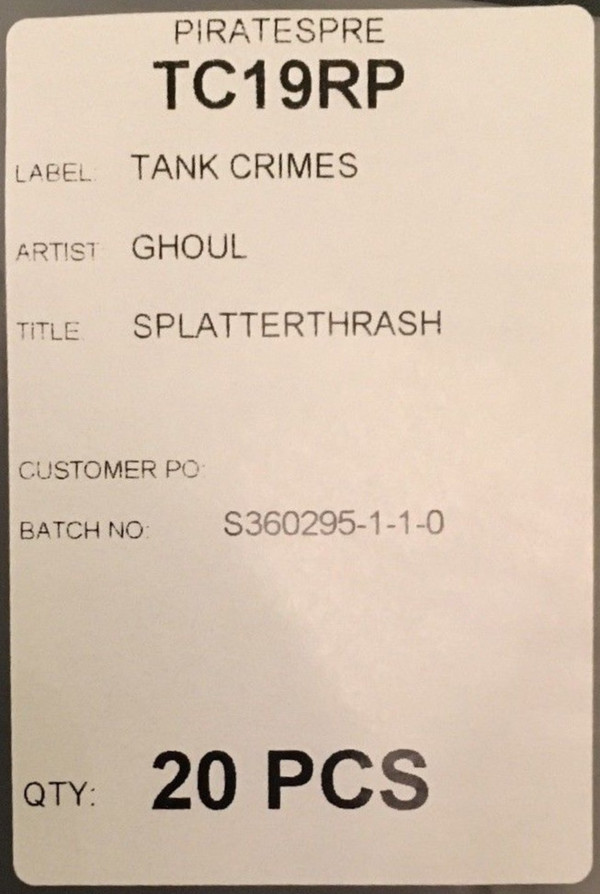 PIRATESPRE
TC19RP
LABEL: TANK CRIMES
ARTIST GHOUL
TITLE SPLATTERTHRASH
CUSTOMER PO:
BATCH NO: S360295-1-1-0
QTY: 20 PCS